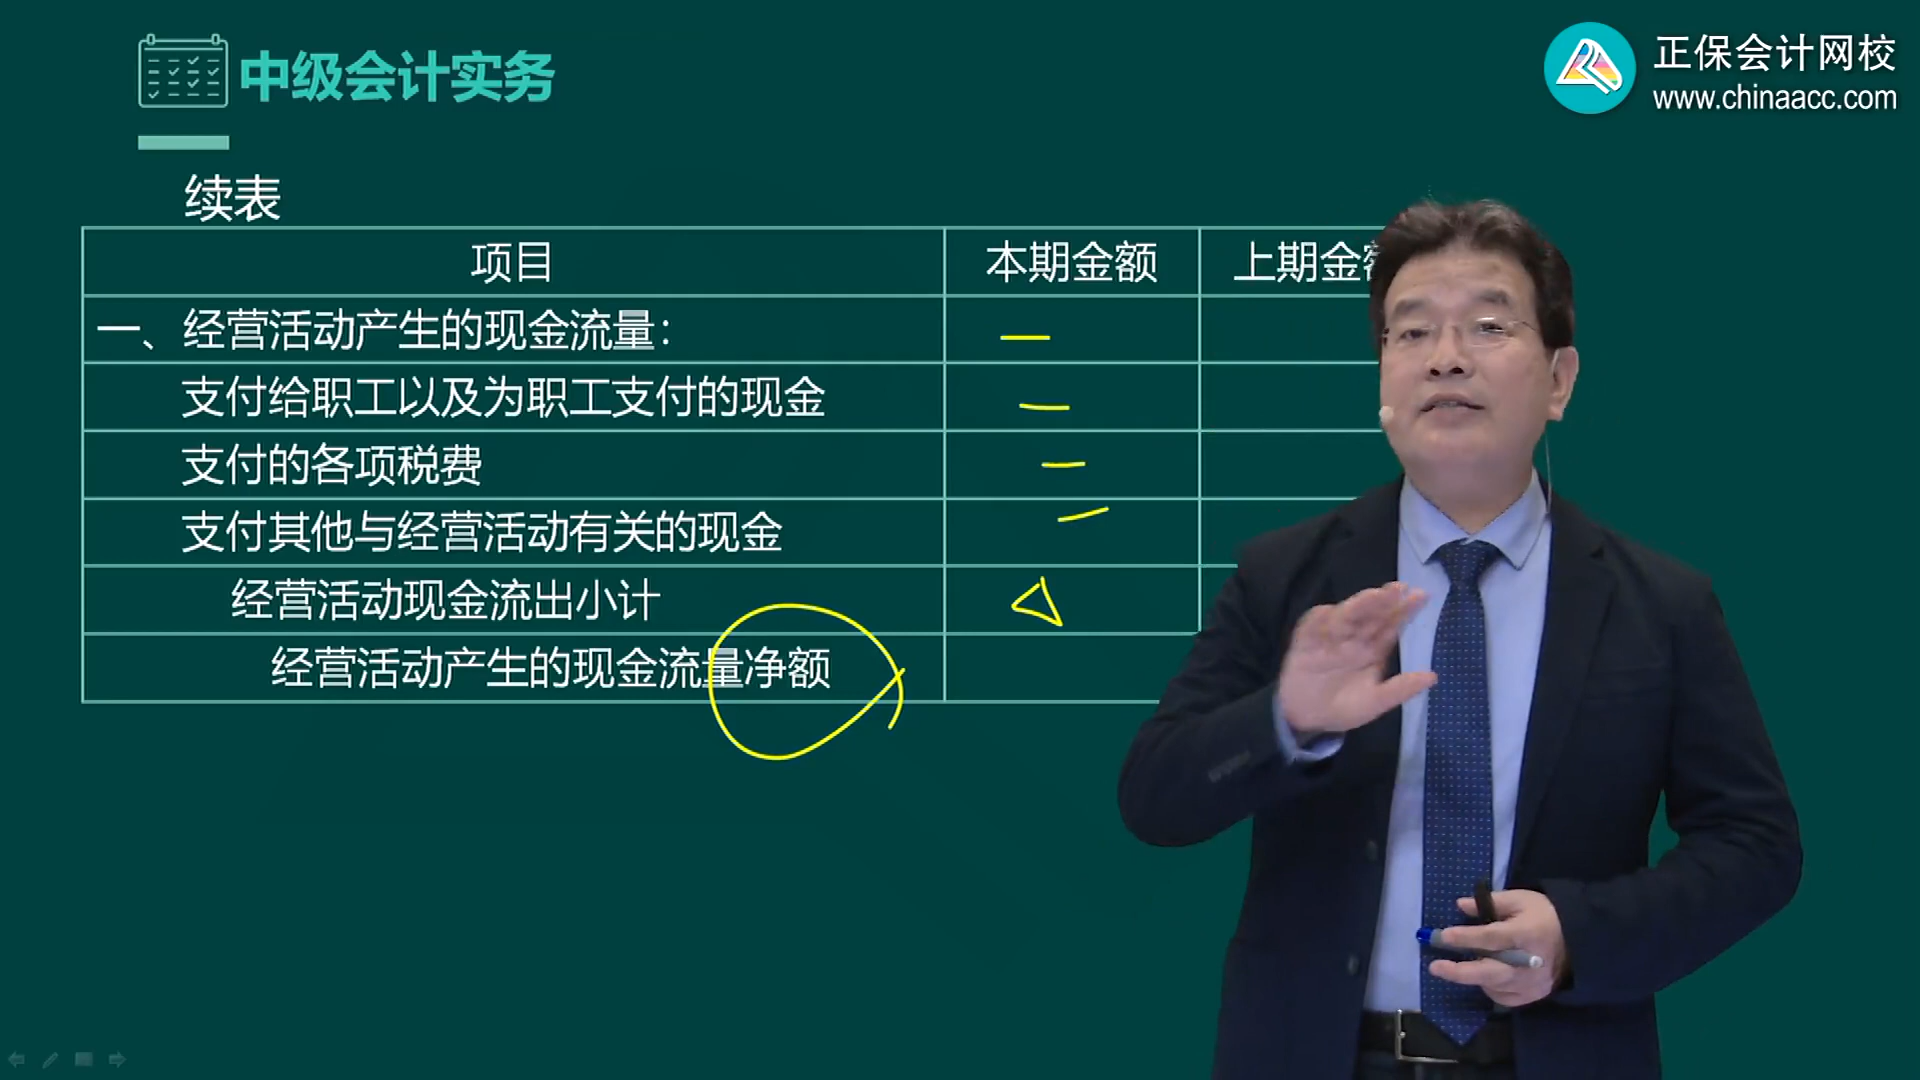 中级会计实务
正保会计网校
www.chinaacc.com
续表
项目 本期金额 上期金
一、经营活动产生的现金流量：
支付给职工以及为职工支付的现金
支付的各项税费
支付其他与经营活动有关的现金
经营活动现金流出小计
经营活动产生的现金流量净额